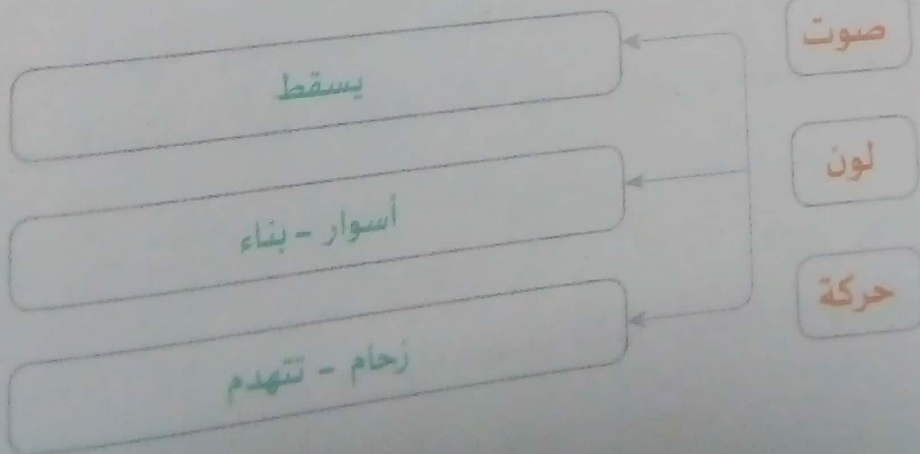 صوت
يسقط
لون
أسوار - بناء
حركة
زحام - تتهدم